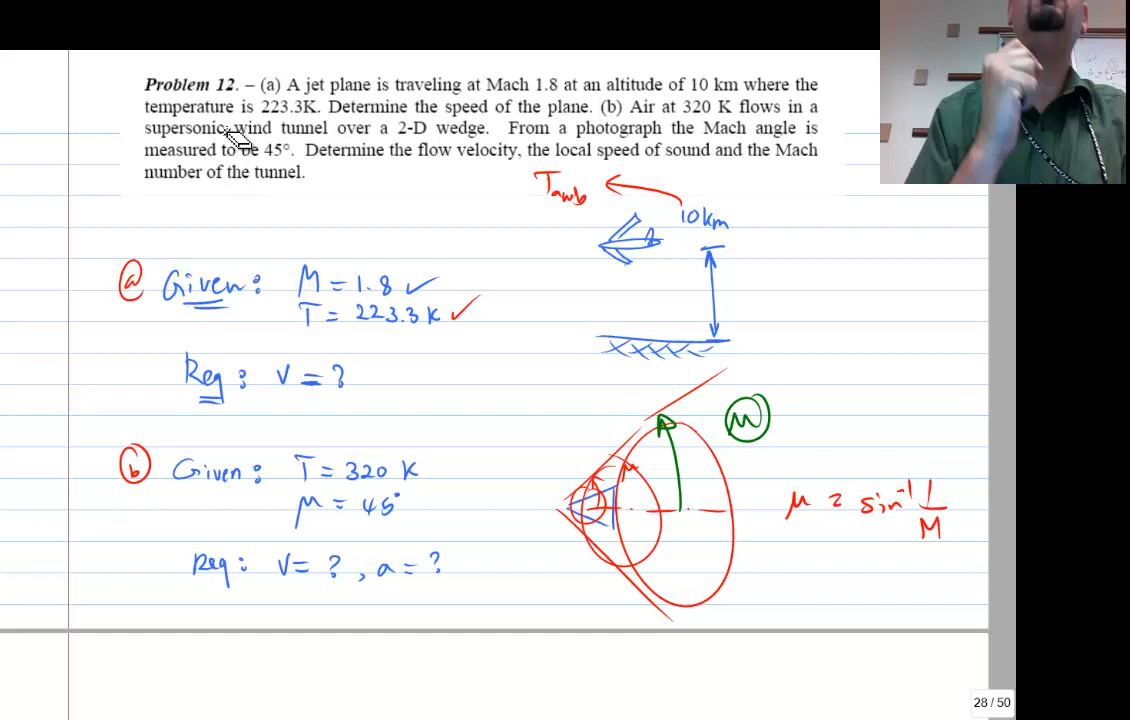 Problem 12. – (a) A jet plane is traveling at Mach 1.8 at an altitude of 10 km where the
temperature is 223.3K. Determine the speed of the plane. (b) Air at 320 K flows in a
supersonic wind tunnel over a 2-D wedge. From a photograph the Mach angle is
measured to be 45°. Determine the flow velocity, the local speed of sound and the Mach
number of the tunnel.
Tamb
10 km
(a) Given: M = 1.8 ✓
T = 223.3 K ✓
Req: V = ?
M
(b) Given: T = 320 K
μ = 45°
μ
μ = sin⁻¹ 1/M
Req: V = ?, a = ?
28 / 50